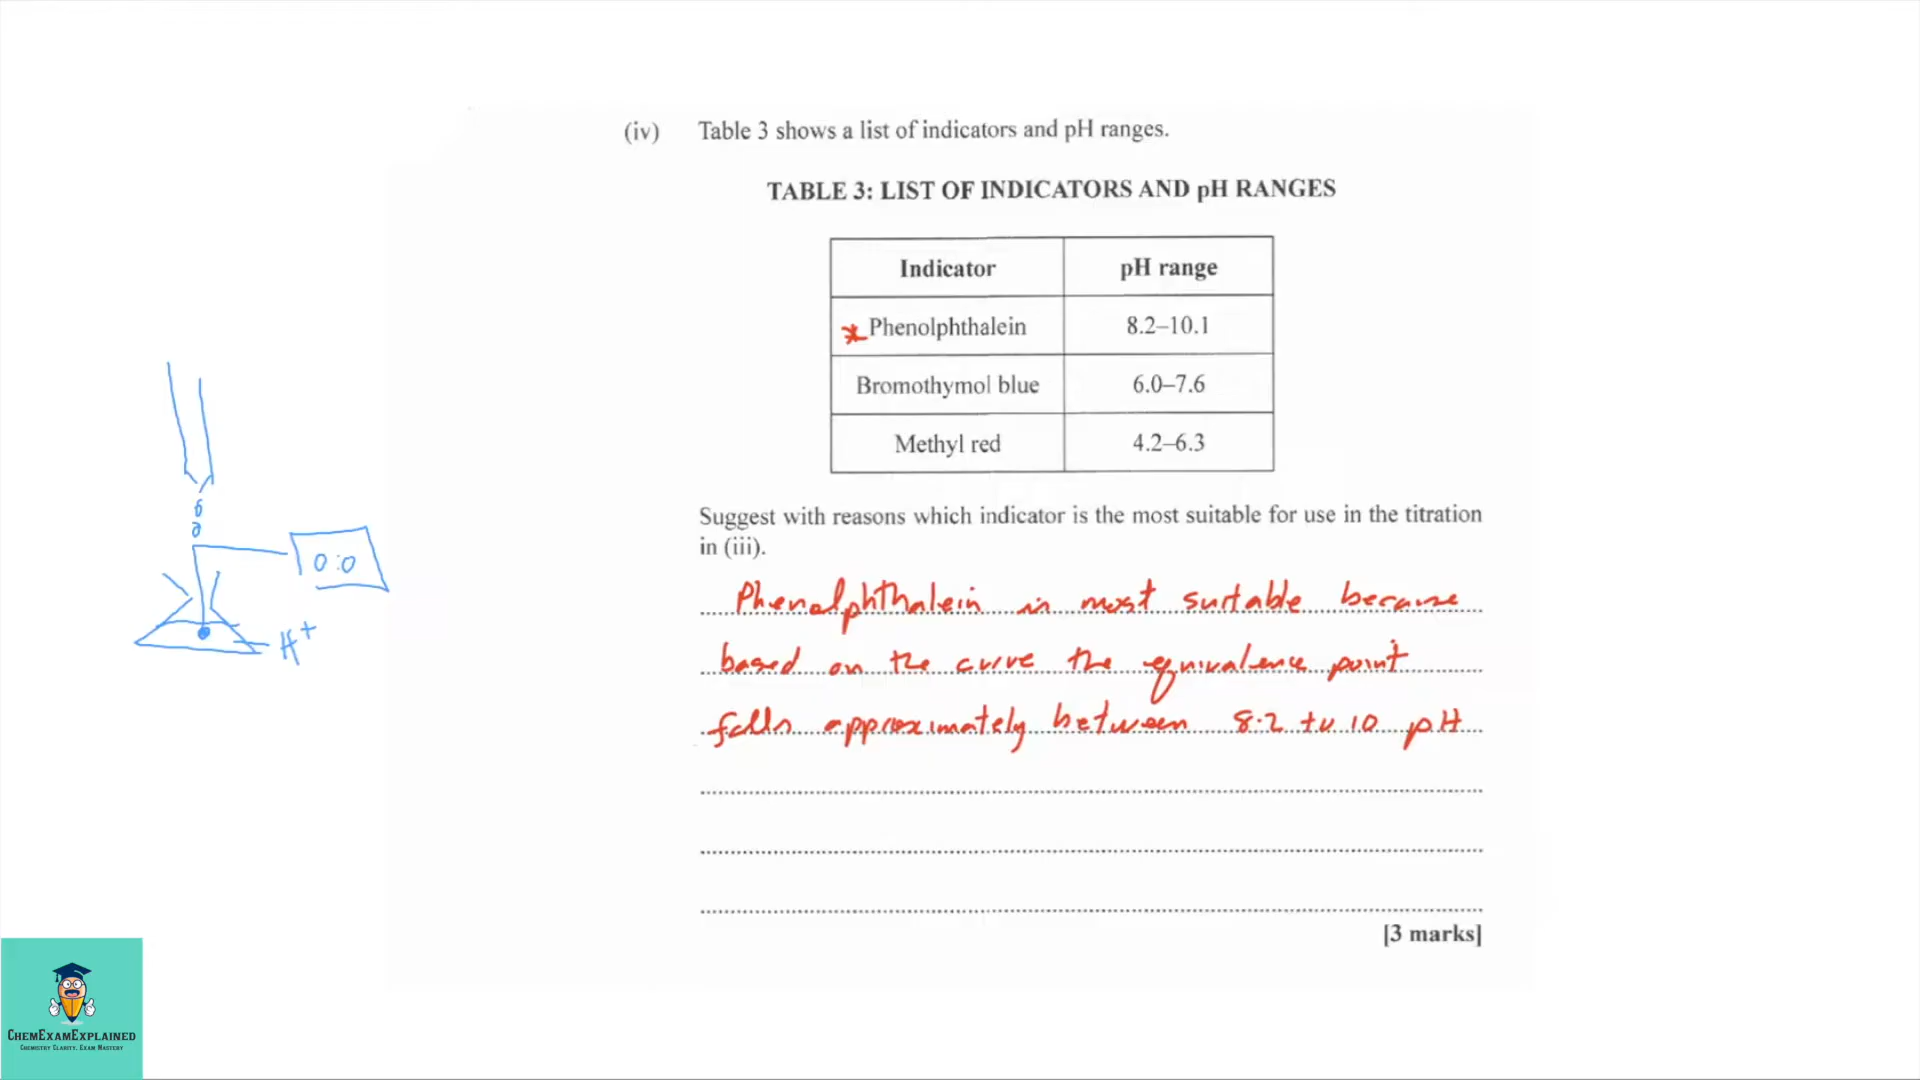 (iv) Table 3 shows a list of indicators and pH ranges.
TABLE 3: LIST OF INDICATORS AND pH RANGES
Indicator pH range
* Phenolphthalein 8.2–10.1
Bromothymol blue 6.0–7.6
Methyl red 4.2–6.3
Suggest with reasons which indicator is the most suitable for use in the titration
in (iii).
Phenolphthalein is most suitable because
based on the curve the equivalence point
falls approximately between 8.2 to 10 pH
[3 marks]
0:0
H+
CHEMEXAMEXPLAINED
CHEMISTRY CLARITY. EXAM MASTERY